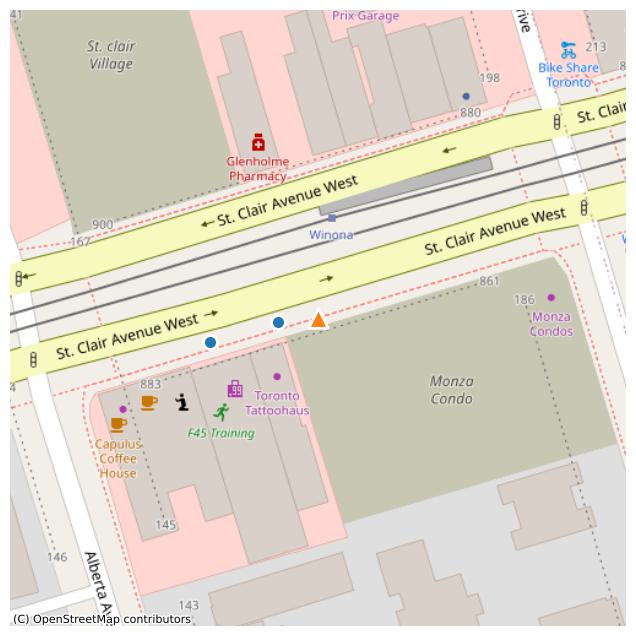 41
Prix Garage
rive
St. clair
Village
213
Bike Share
Toronto
198
880
St. Clair
Glenholme
Pharmacy
St. Clair Avenue West
900
167
Winona
St. Clair Avenue West
861
186
Monza
Condos
St. Clair Avenue West
883
Monza
Condo
Toronto
Tattoohaus
F45 Training
Capulus
Coffee
House
145
146
Alberta Av
143
(C) OpenStreetMap contributors